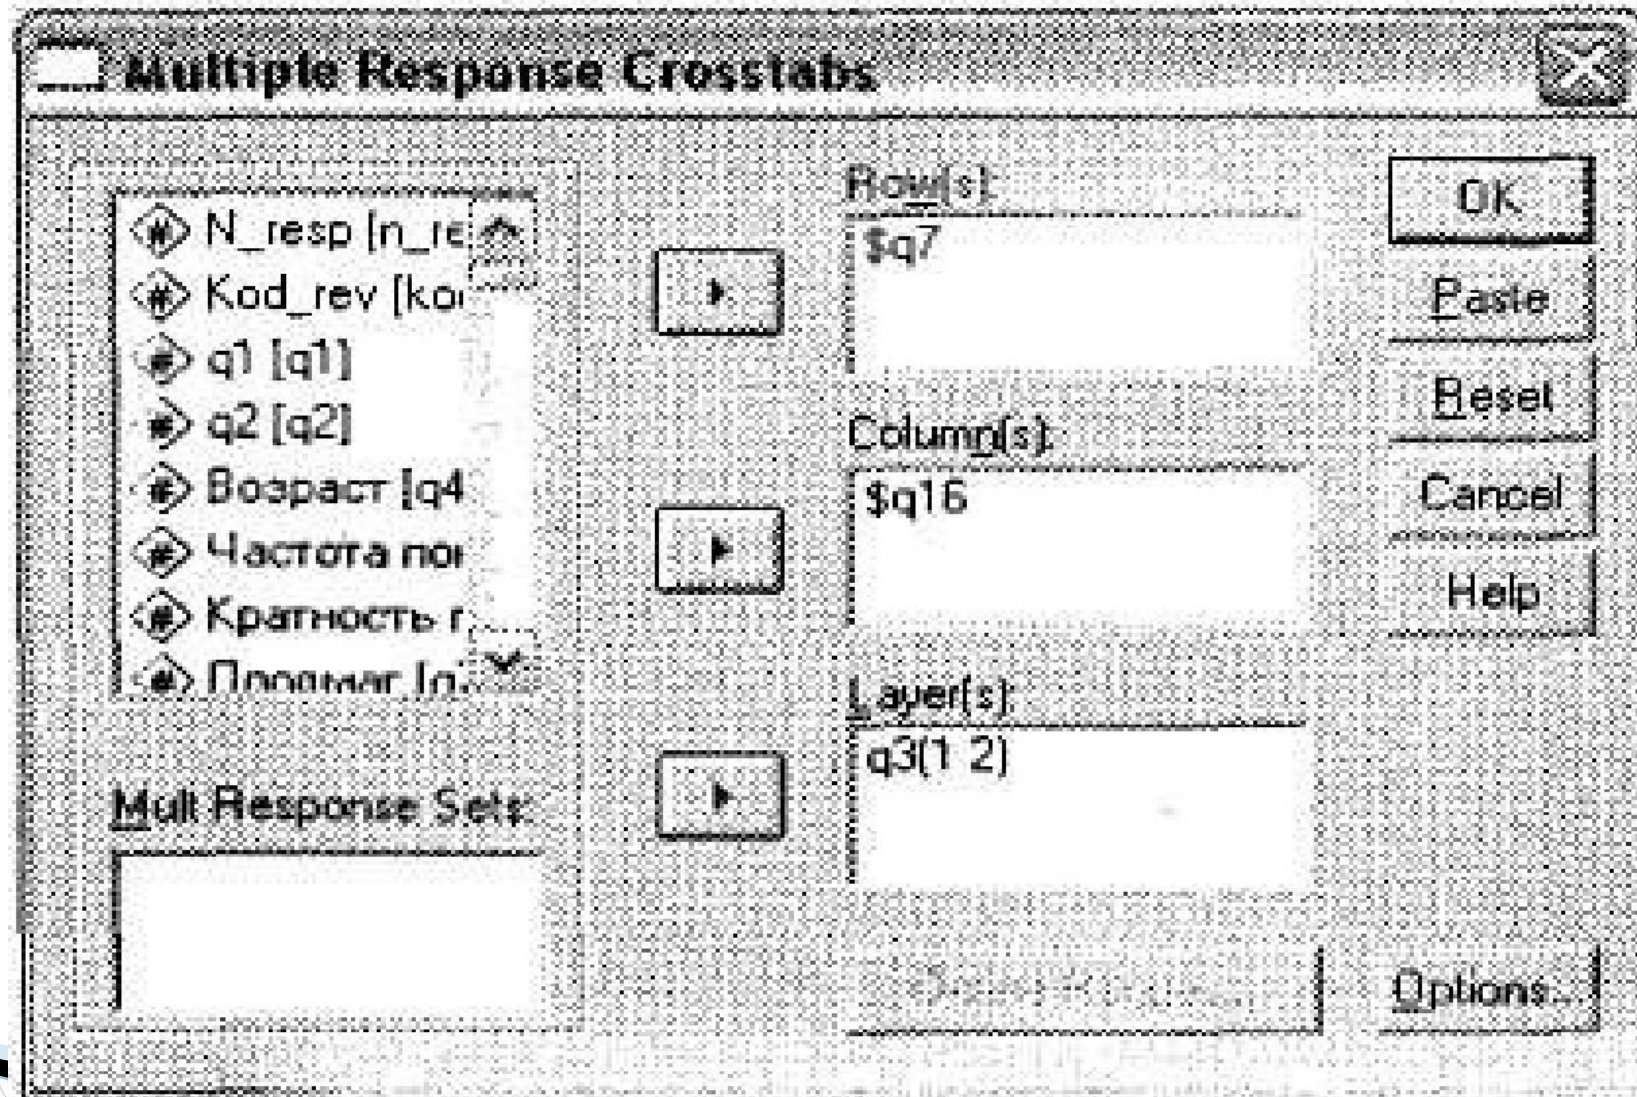 Multiple Response Crosstabs
N_resp [n_re
Kod_rev [ko
q1 [q1]
q2 [q2]
Возраст [q4
Частота по
Кратность г
Mult Response Sets:
Row(s):
$q7
Column(s):
$q16
Layer(s):
q3(1 2)
OK
Paste
Reset
Cancel
Help
Options...